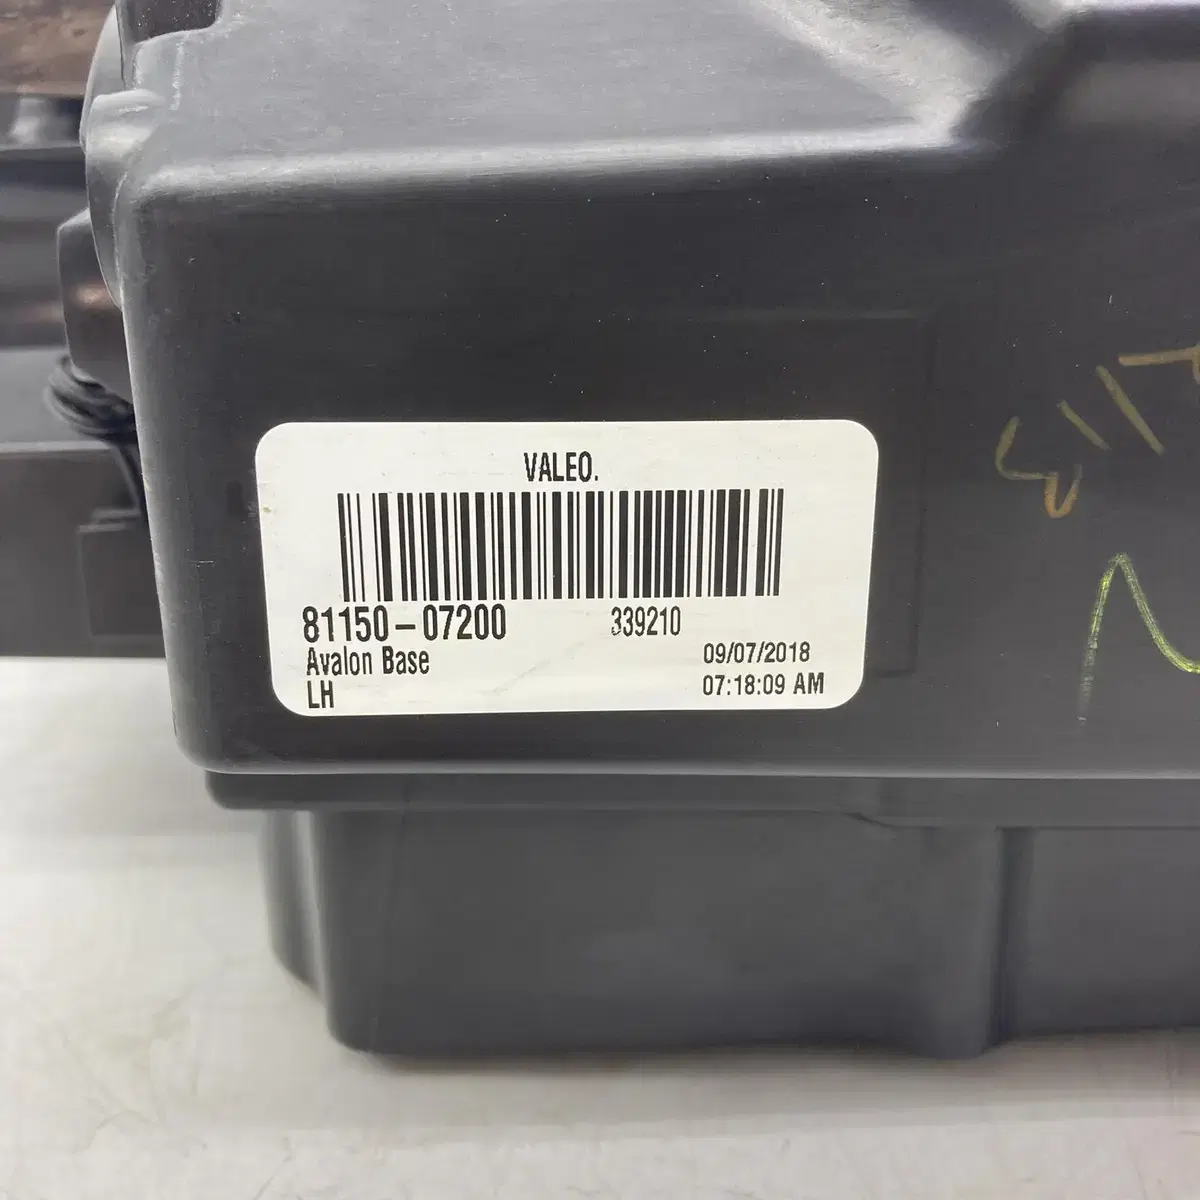 VALEO.
81150-07200 339210
Avalon Base 09/07/2018
LH 07:18:09 AM